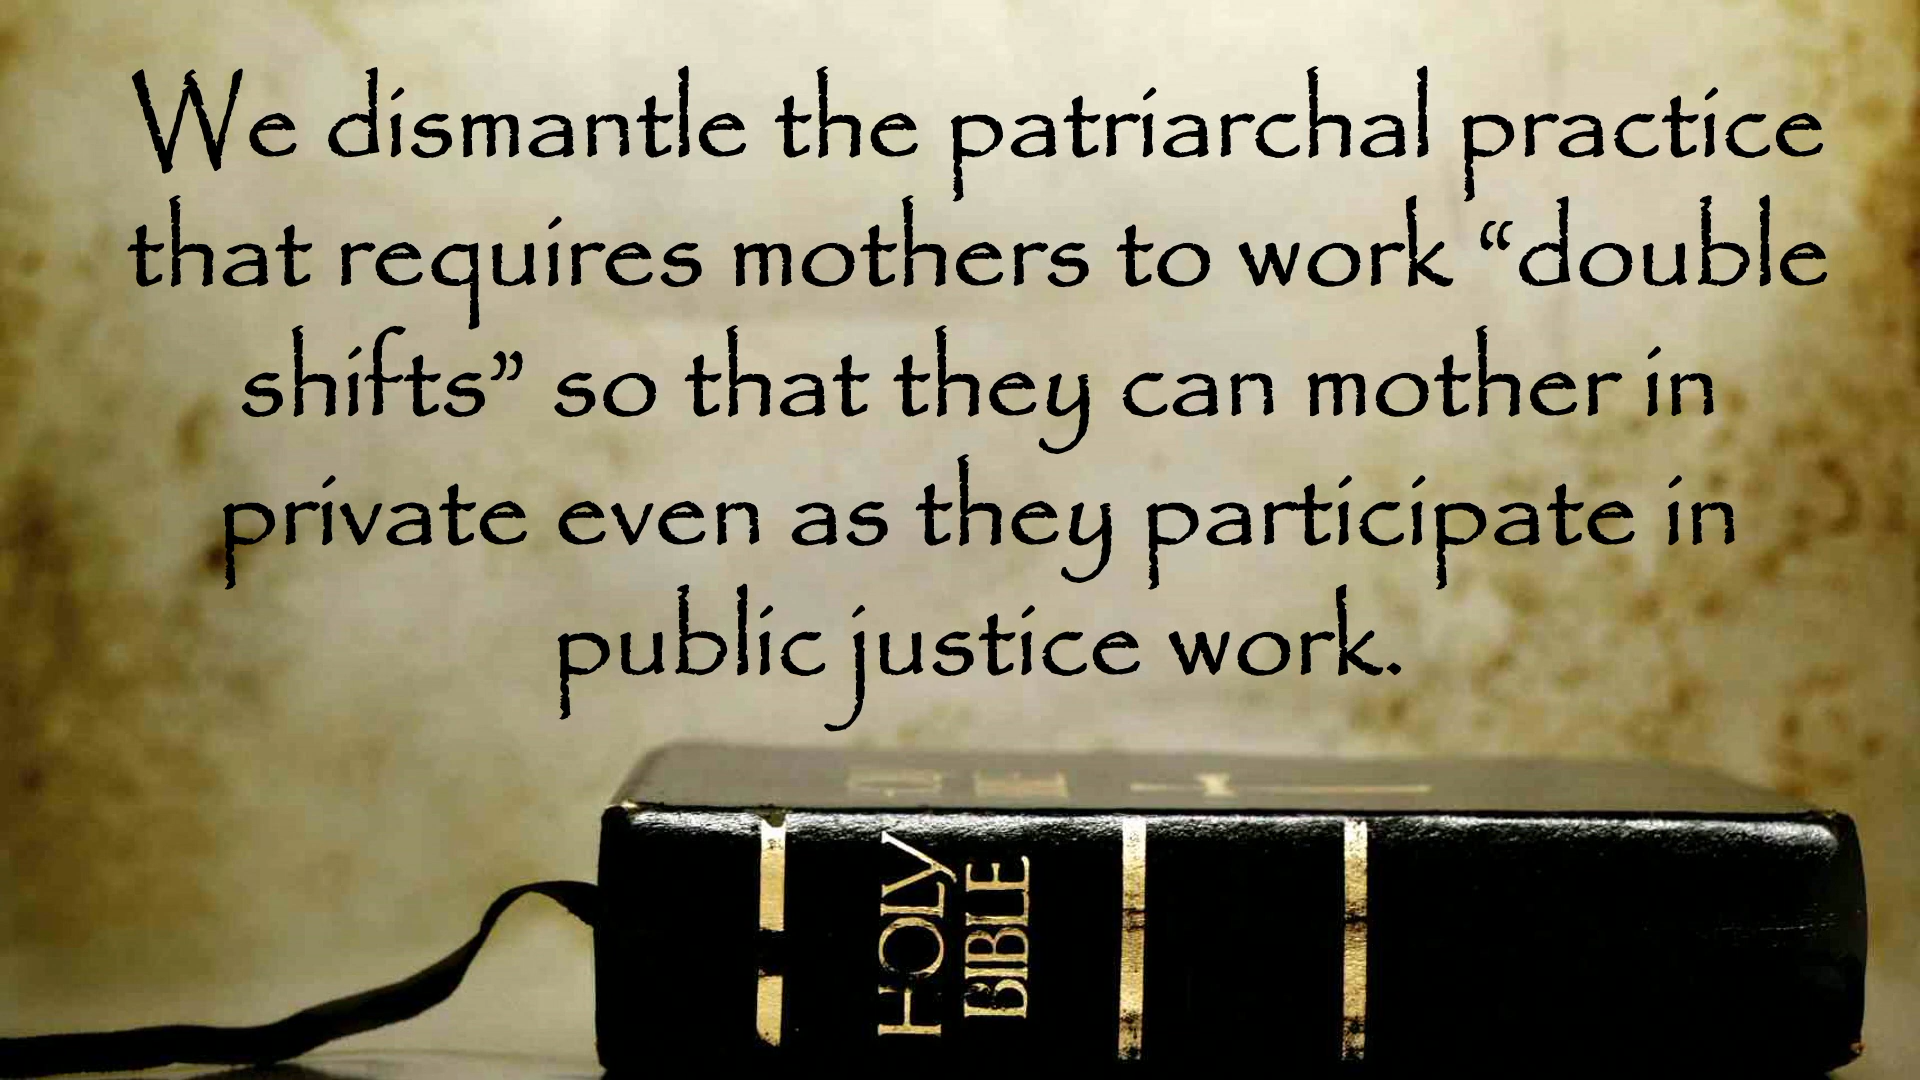 We dismantle the patriarchal practice
that requires mothers to work “double
shifts” so that they can mother in
private even as they participate in
public justice work.
HOLY
BIBLE